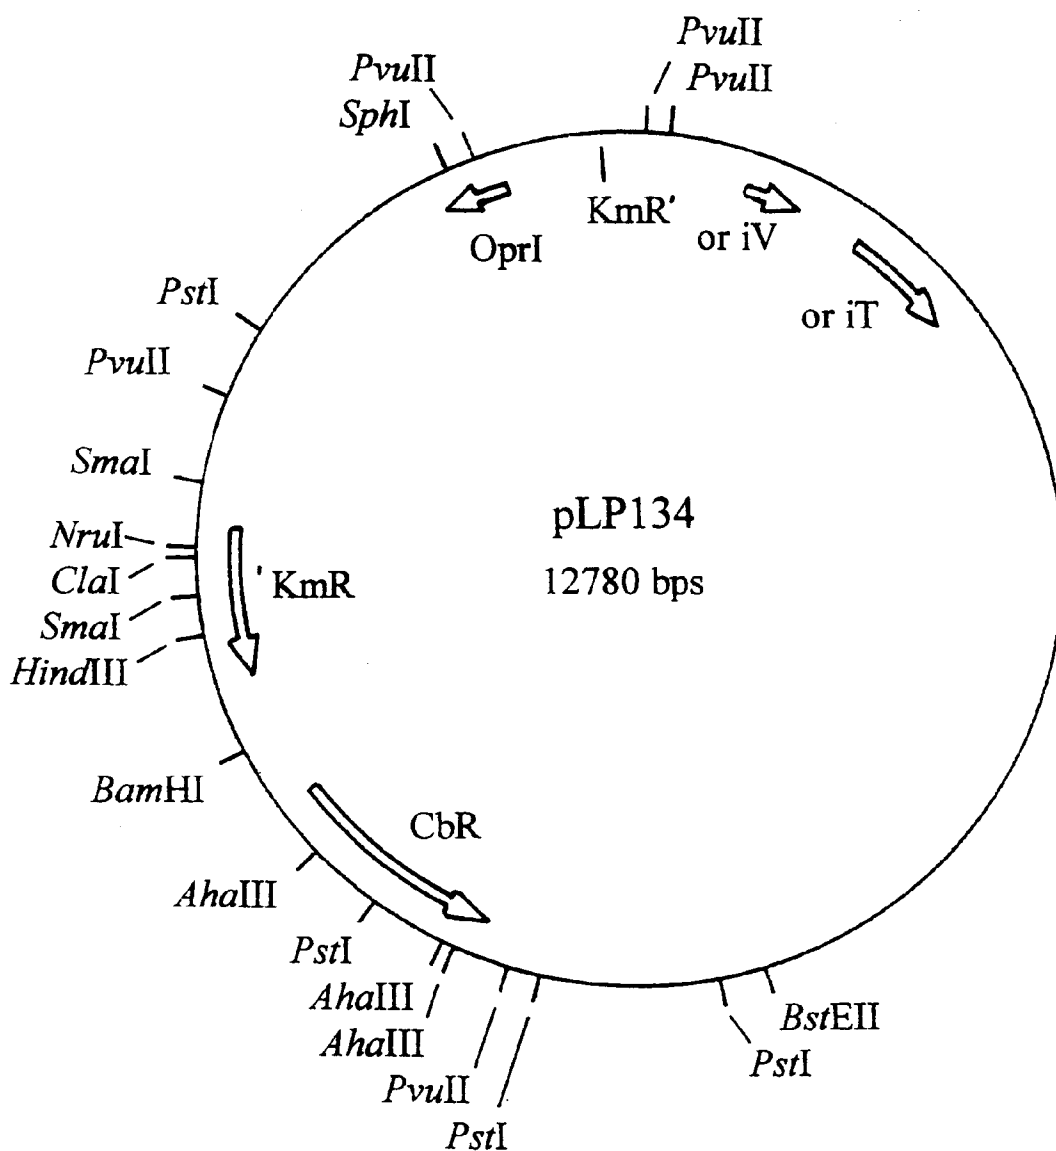 PvuII
PvuII
PvuII
SphI
KmR'
OprI
or iV
or iT
PstI
PvuII
SmaI
pLP134
NruI
12780 bps
ClaI
' KmR
SmaI
HindIII
BamHI
CbR
AhaIII
PstI
AhaIII
AhaIII
BstEII
PstI
PvuII
PstI